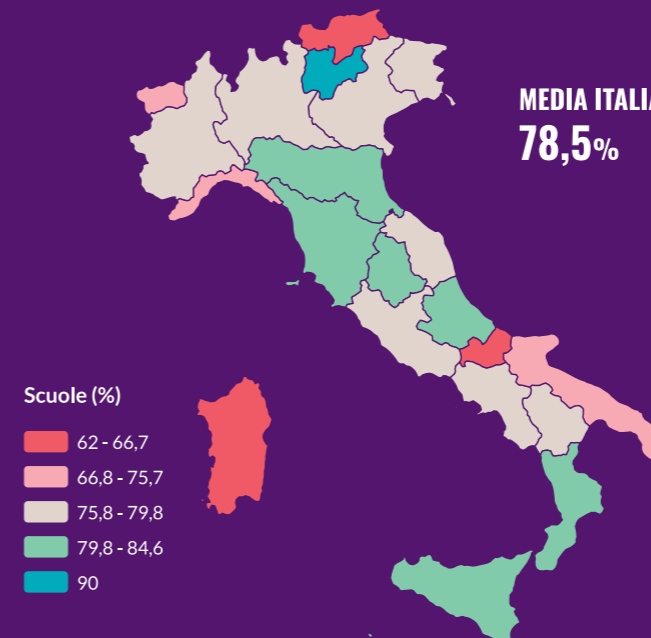 MEDIA ITALIA
78,5%
Scuole (%)
62 - 66,7
66,8 - 75,7
75,8 - 79,8
79,8 - 84,6
90